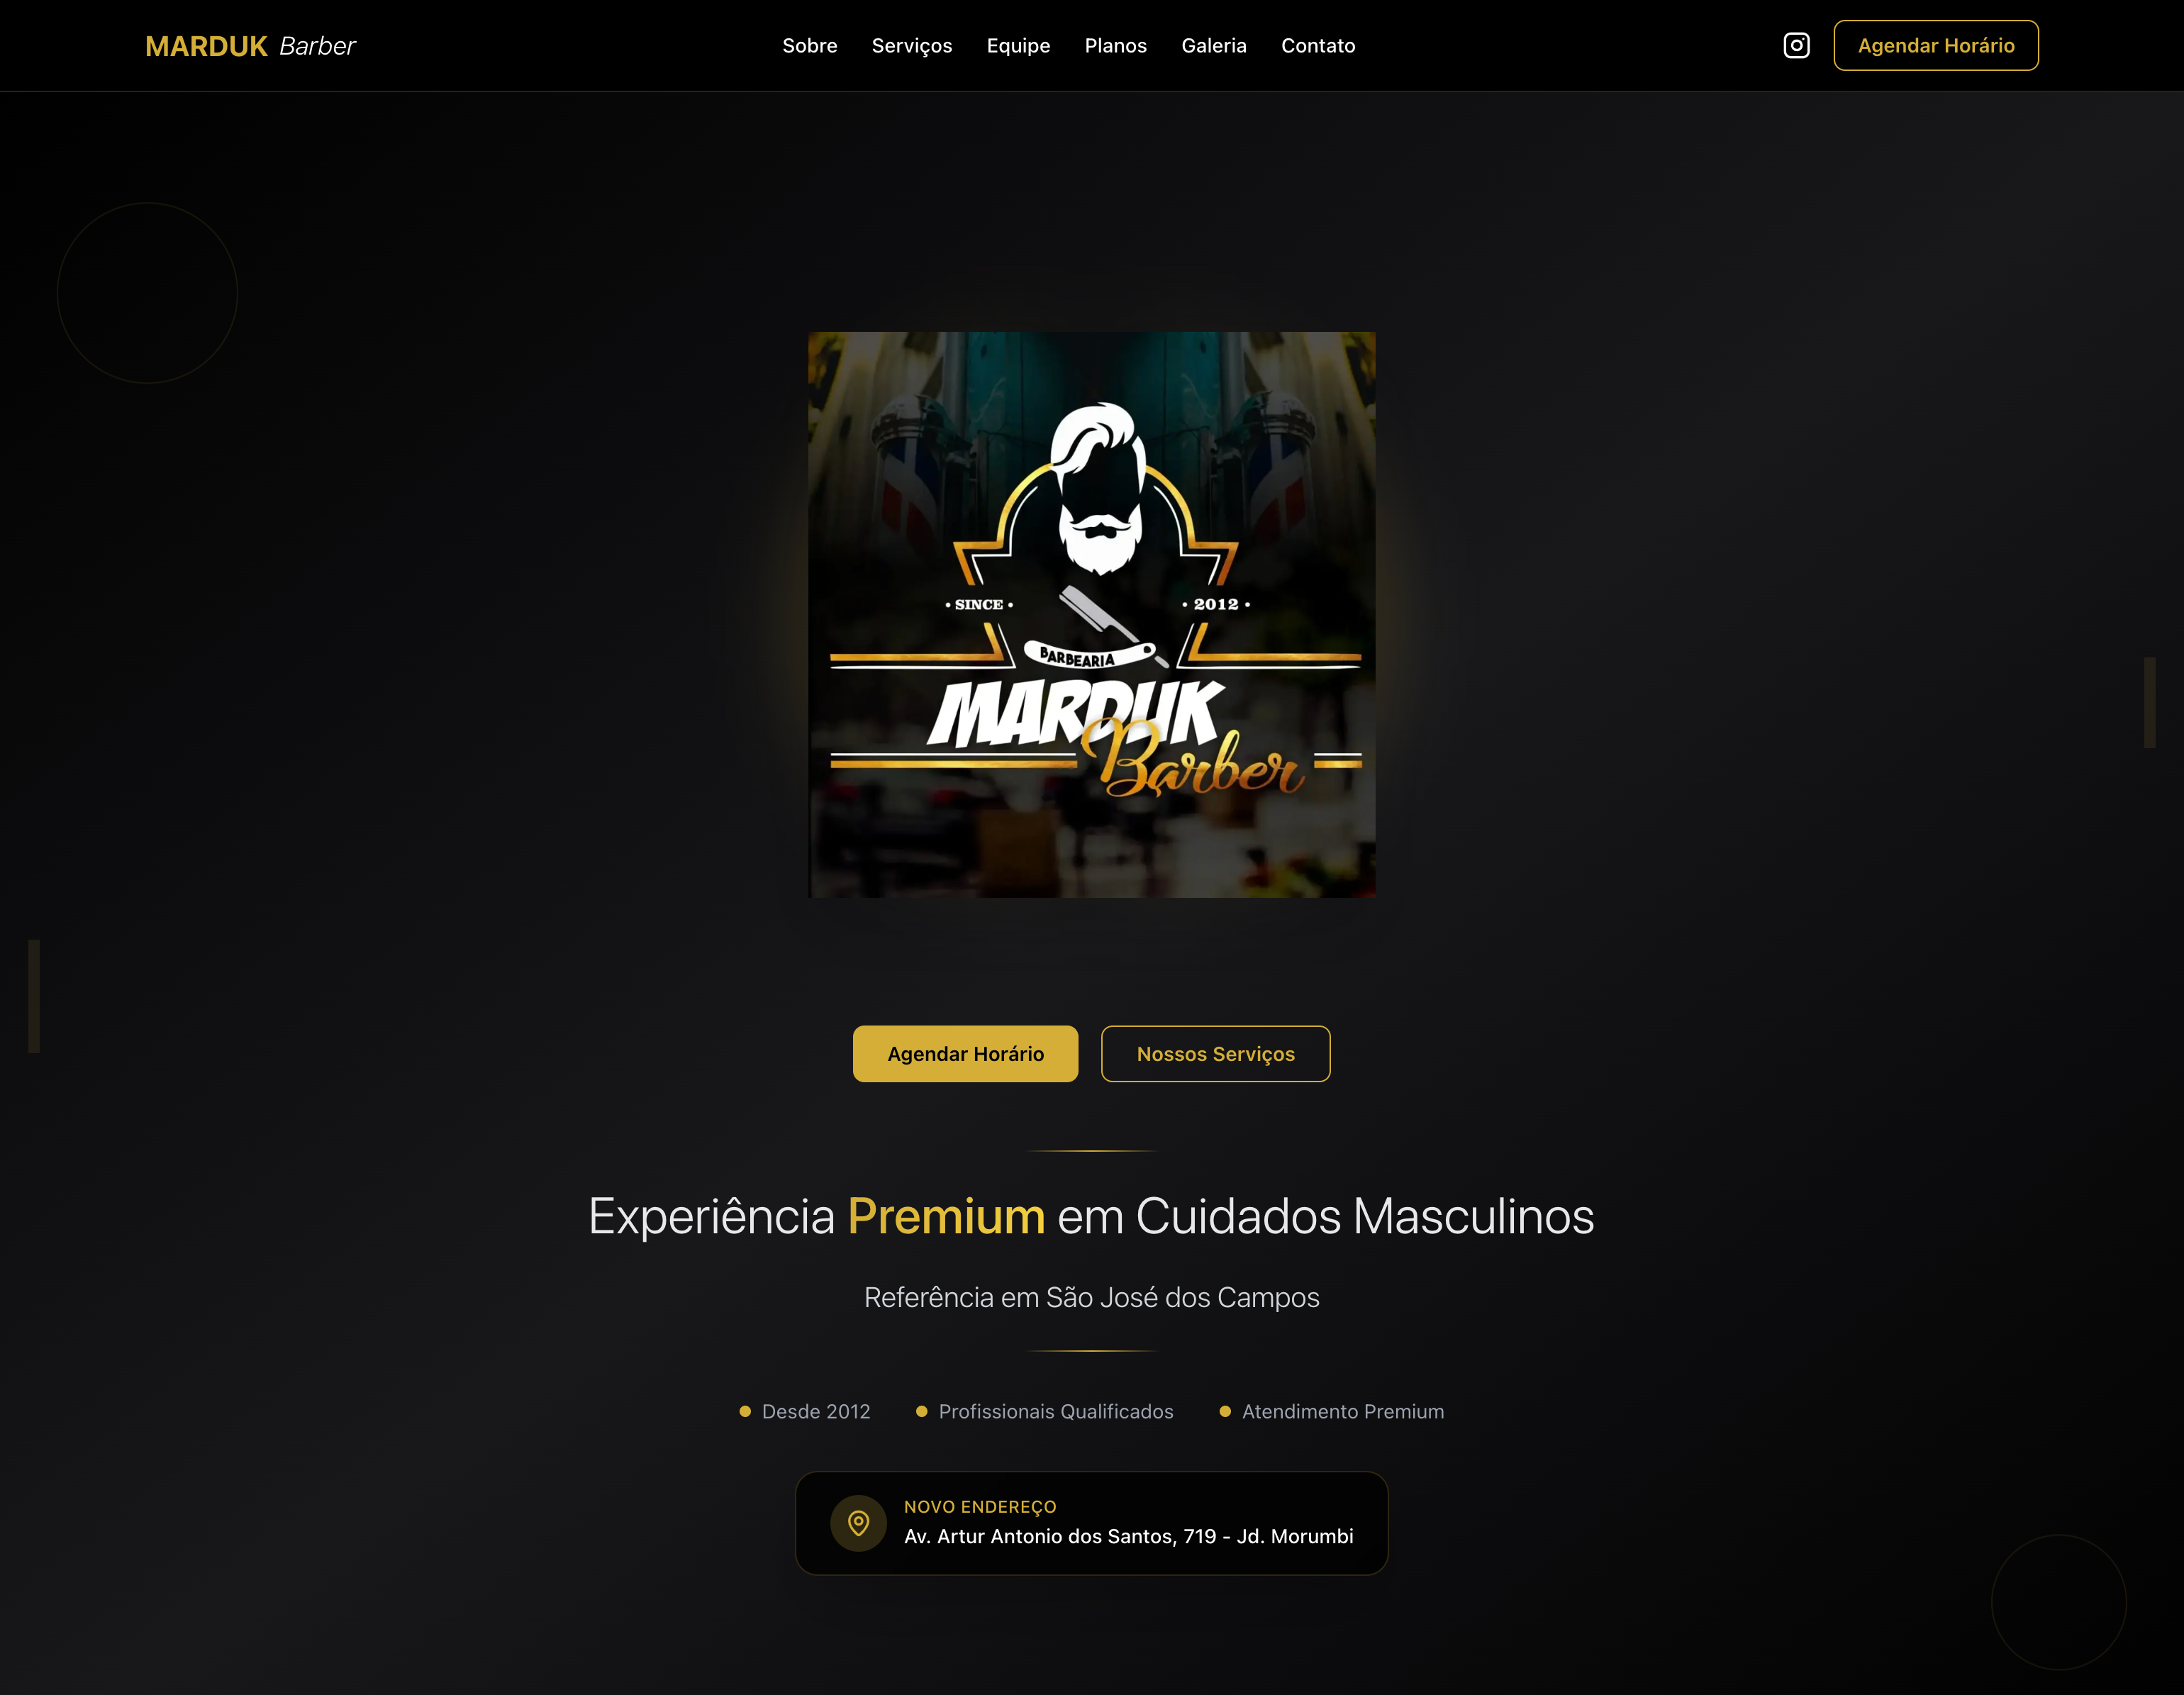 MARDUK Barber
Sobre Serviços Equipe Planos Galeria Contato
Agendar Horário
• SINCE • • 2012 •
BARBEARIA
MARDUK
Barber
Agendar Horário Nossos Serviços
Experiência Premium em Cuidados Masculinos
Referência em São José dos Campos
Desde 2012 Profissionais Qualificados Atendimento Premium
NOVO ENDEREÇO
Av. Artur Antonio dos Santos, 719 - Jd. Morumbi